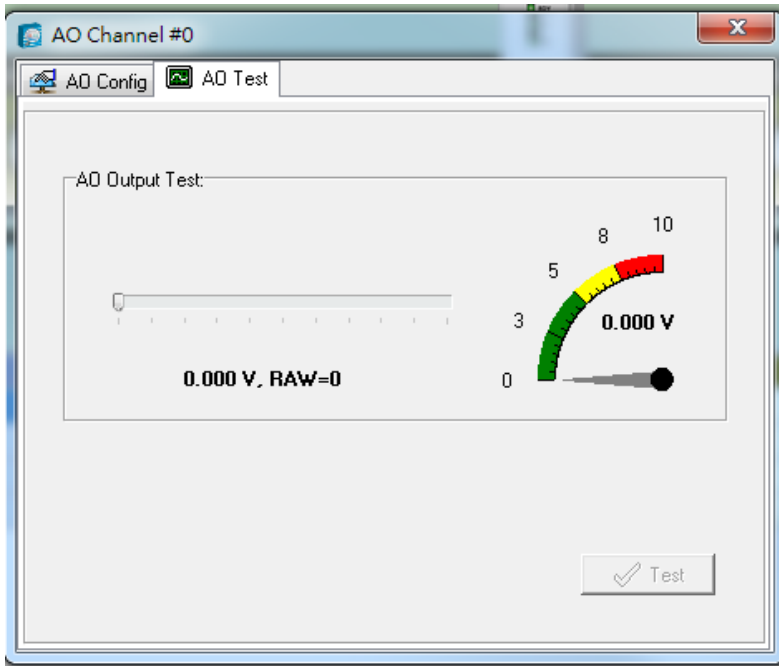 AO Channel #0
AO Config
AO Test
AO Output Test:
10
8
5
3
0
0.000 V
0.000 V, RAW=0
Test